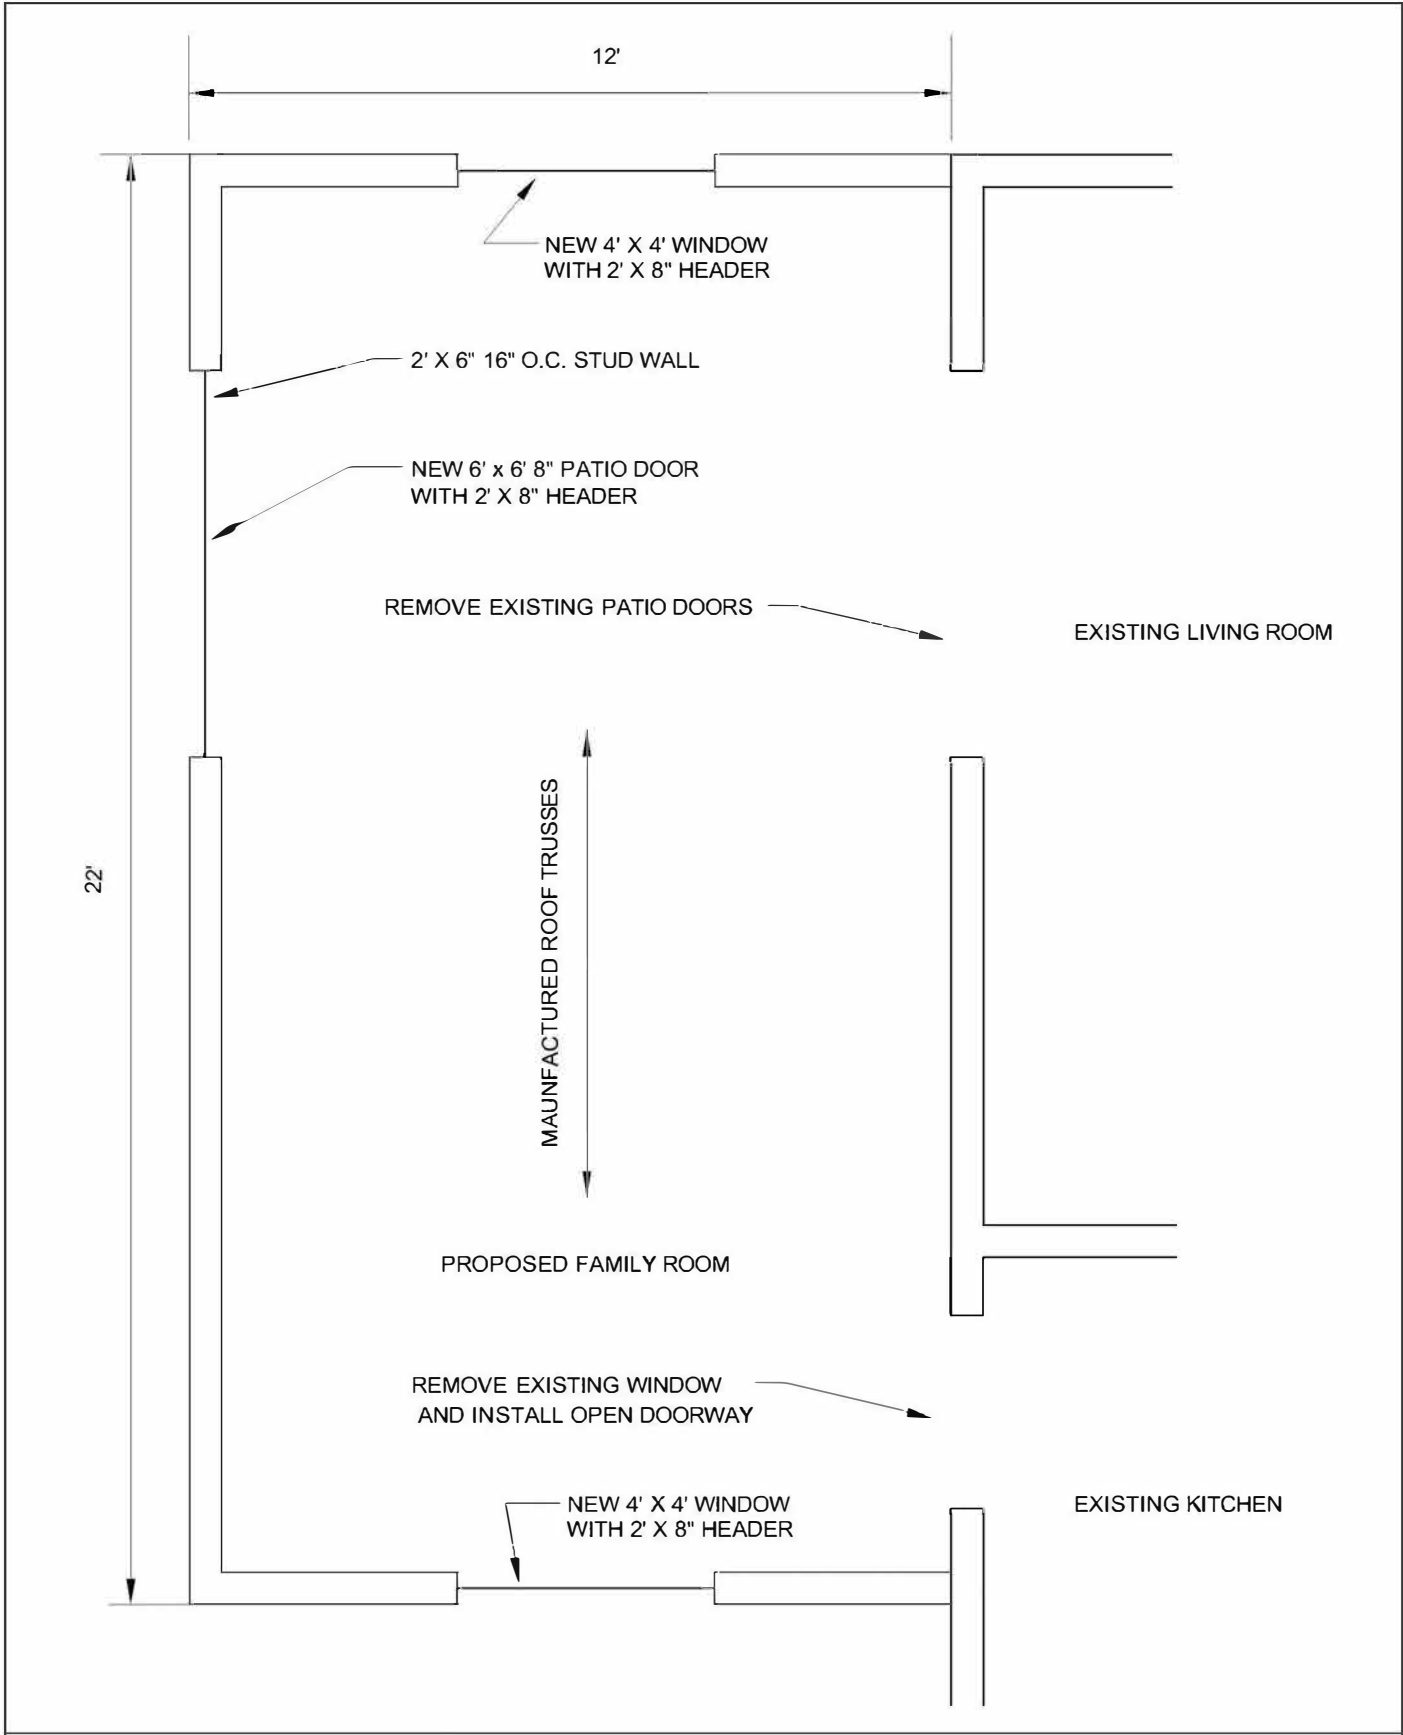 12'
NEW 4' X 4' WINDOW
WITH 2' X 8" HEADER
2' X 6" 16" O.C. STUD WALL
NEW 6' x 6' 8" PATIO DOOR
WITH 2' X 8" HEADER
REMOVE EXISTING PATIO DOORS
EXISTING LIVING ROOM
MAUNFACTURED ROOF TRUSSES
22'
PROPOSED FAMILY ROOM
REMOVE EXISTING WINDOW
AND INSTALL OPEN DOORWAY
NEW 4' X 4' WINDOW
WITH 2' X 8" HEADER
EXISTING KITCHEN